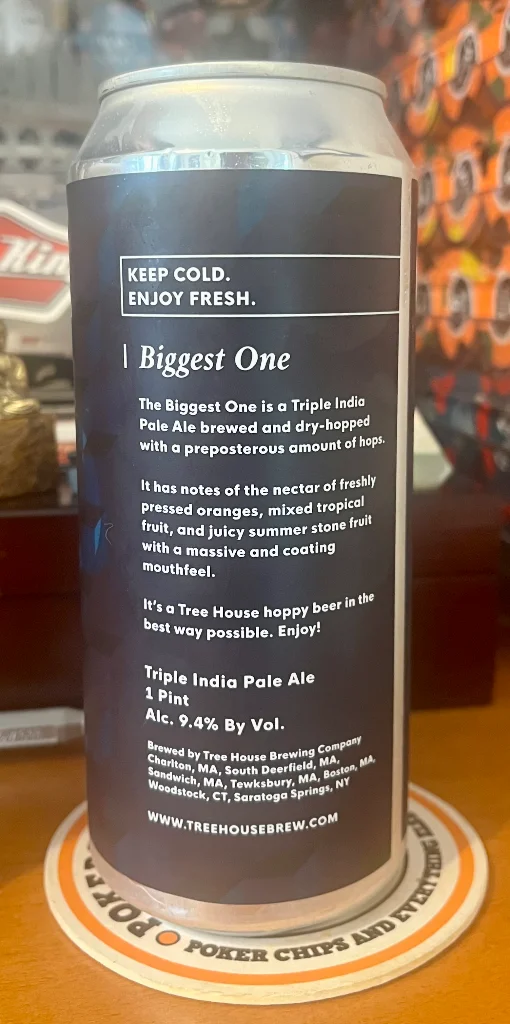 KEEP COLD.
ENJOY FRESH.
Biggest One
The Biggest One is a Triple India
Pale Ale brewed and dry-hopped
with a preposterous amount of hops.
It has notes of the nectar of freshly
pressed oranges, mixed tropical
fruit, and juicy summer stone fruit
with a massive and coating
mouthfeel.
It's a Tree House hoppy beer in the
best way possible. Enjoy!
Triple India Pale Ale
1 Pint
Alc. 9.4% By Vol.
Brewed by Tree House Brewing Company
Charlton, MA, South Deerfield, MA,
Sandwich, MA, Tewksbury, MA, Boston, MA,
Woodstock, CT, Saratoga Springs, NY
WWW.TREEHOUSEBREW.COM
POKER CHIPS AND EVERYTHING